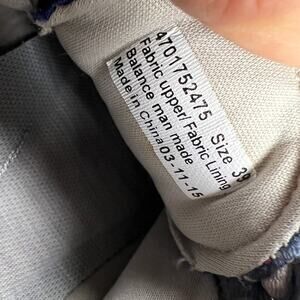 4701752475 Size 39
Fabric upper/ Fabric Lining
Balance man made
Made in China 03-11-15